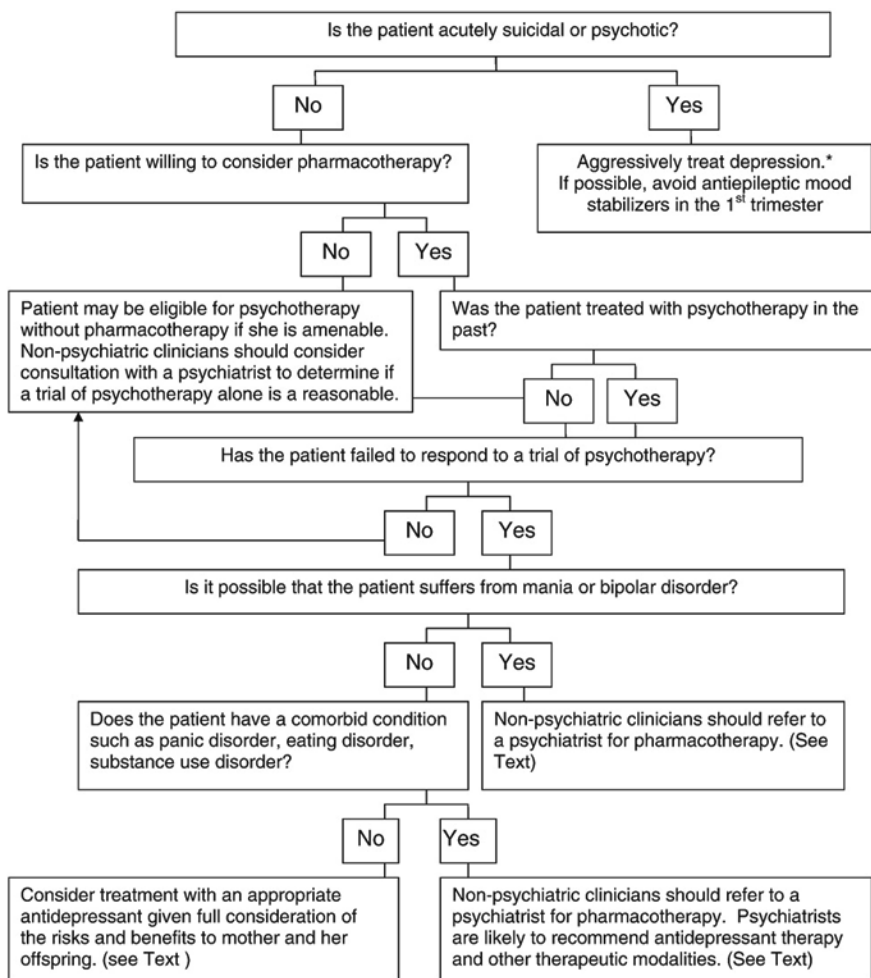 Is the patient acutely suicidal or psychotic?
No
Yes
Is the patient willing to consider pharmacotherapy?
Aggressively treat depression.*
If possible, avoid antiepileptic mood
stabilizers in the 1st trimester
No
Yes
Patient may be eligible for psychotherapy
without pharmacotherapy if she is amenable.
Non-psychiatric clinicians should consider
consultation with a psychiatrist to determine if
a trial of psychotherapy alone is a reasonable.
Was the patient treated with psychotherapy in the
past?
No
Yes
Has the patient failed to respond to a trial of psychotherapy?
No
Yes
Is it possible that the patient suffers from mania or bipolar disorder?
No
Yes
Does the patient have a comorbid condition
such as panic disorder, eating disorder,
substance use disorder?
Non-psychiatric clinicians should refer to
a psychiatrist for pharmacotherapy. (See
Text)
No
Yes
Consider treatment with an appropriate
antidepressant given full consideration of
the risks and benefits to mother and her
offspring. (see Text )
Non-psychiatric clinicians should refer to a
psychiatrist for pharmacotherapy. Psychiatrists
are likely to recommend antidepressant therapy
and other therapeutic modalities. (See Text)